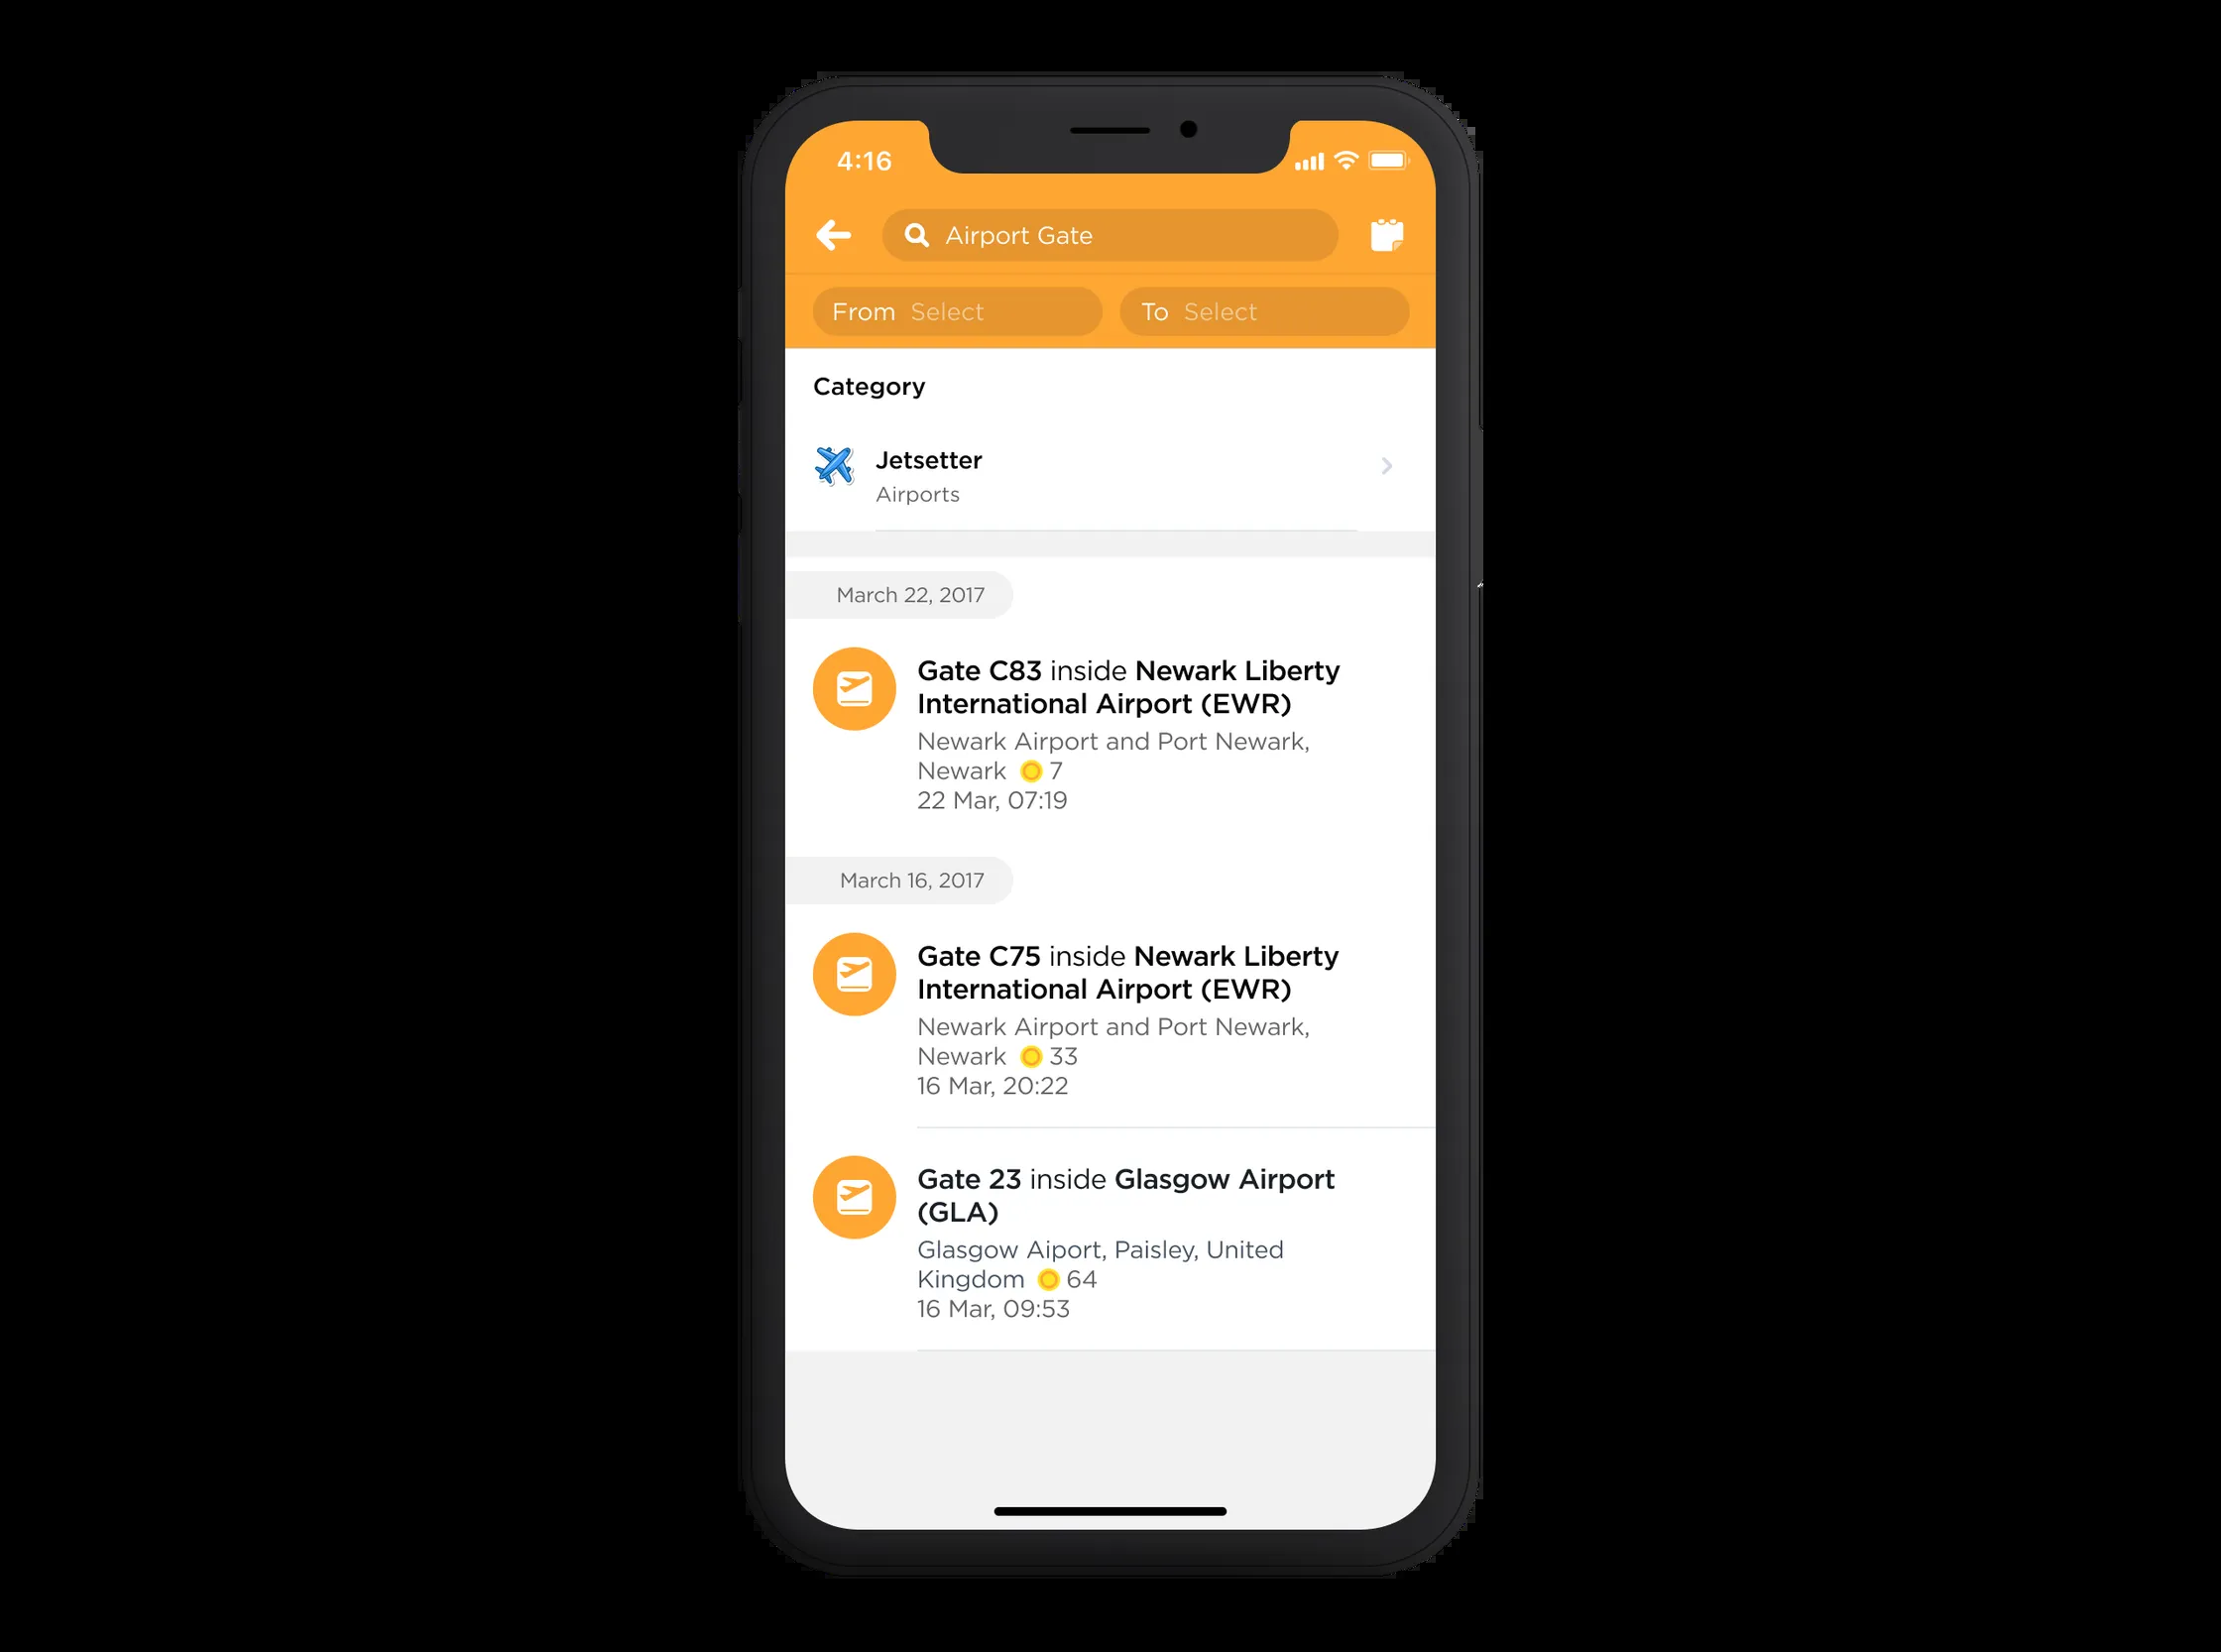 4:16
Airport Gate
From Select To Select
Category
Jetsetter
Airports
March 22, 2017
Gate C83 inside Newark Liberty
International Airport (EWR)
Newark Airport and Port Newark,
Newark 7
22 Mar, 07:19
March 16, 2017
Gate C75 inside Newark Liberty
International Airport (EWR)
Newark Airport and Port Newark,
Newark 33
16 Mar, 20:22
Gate 23 inside Glasgow Airport
(GLA)
Glasgow Aiport, Paisley, United
Kingdom 64
16 Mar, 09:53